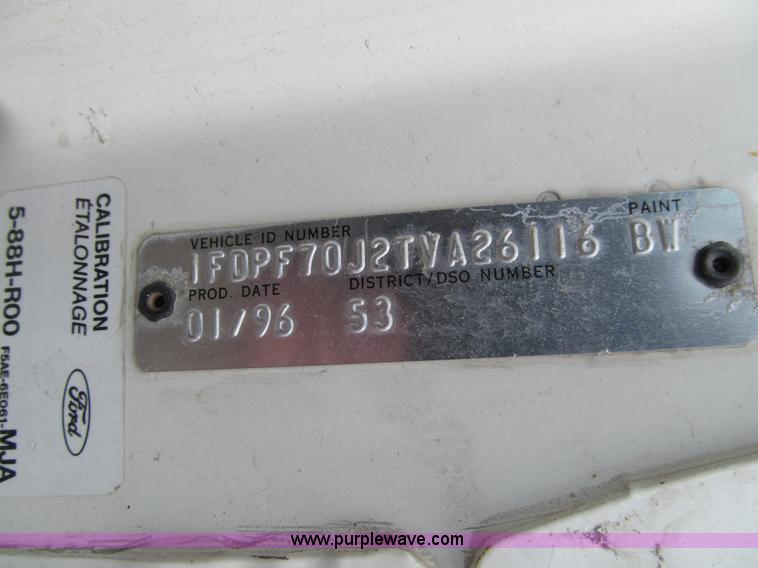 CALIBRATION
ÉTALONNAGE
5-88H-R00
F5AE-6E061-MJA
Ford
VEHICLE ID NUMBER
PAINT
1FDPF70J2TVA26116 BW
PROD. DATE DISTRICT/DSO NUMBER
01/96 53
www.purplewave.com